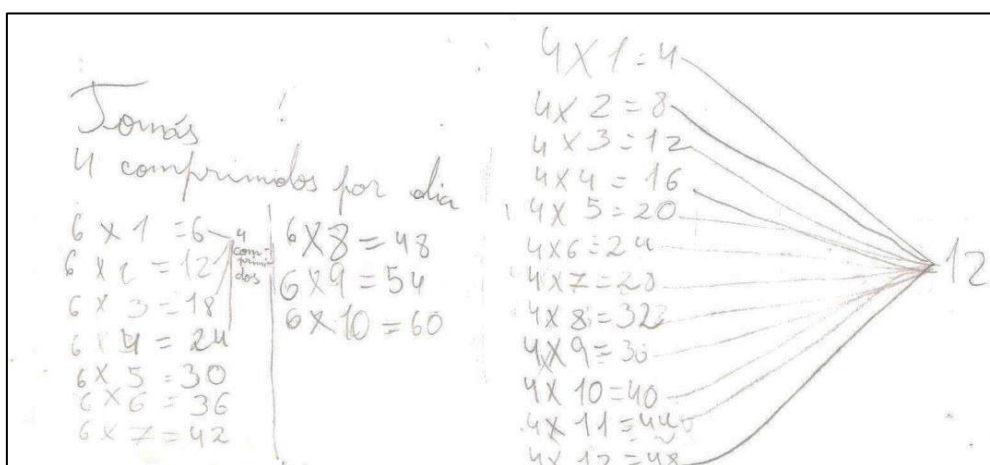 Tomás
4 comprimidos por dia
6 x 1 = 6
6 x 2 = 12
6 x 3 = 18
6 x 4 = 24
6 x 5 = 30
6 x 6 = 36
6 x 7 = 42
4
com-
primi-
dos
6 x 8 = 48
6 x 9 = 54
6 x 10 = 60
4 x 1 = 4
4 x 2 = 8
4 x 3 = 12
4 x 4 = 16
4 x 5 = 20
4 x 6 = 24
4 x 7 = 28
4 x 8 = 32
4 x 9 = 36
4 x 10 = 40
4 x 11 = 44
4 x 12 = 48
12